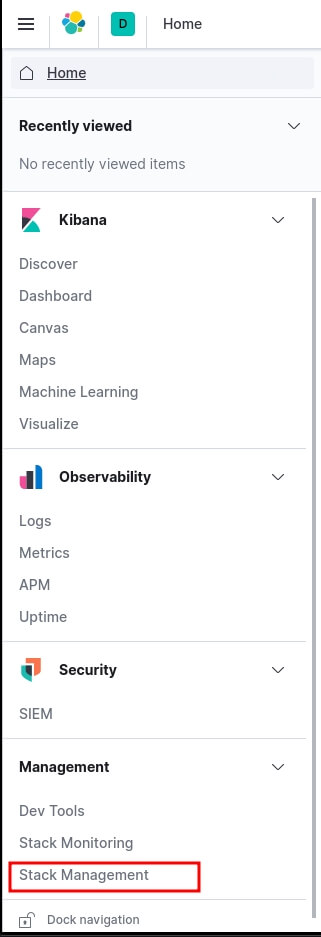 D Home
Home
Recently viewed
No recently viewed items
Kibana
Discover
Dashboard
Canvas
Maps
Machine Learning
Visualize
Observability
Logs
Metrics
APM
Uptime
Security
SIEM
Management
Dev Tools
Stack Monitoring
Stack Management
Dock navigation